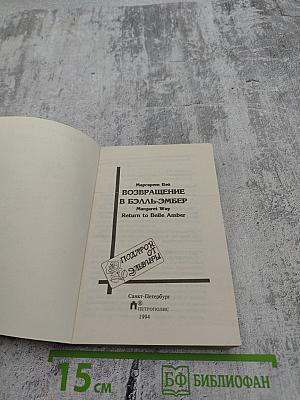 Маргарет Вэй
ВОЗВРАЩЕНИЕ
В БЭЛЛЬ-ЭМБЕР
Margaret Way
Return to Belle Amber
ПОДАРОК
ОТ
ЭЛЬВИРЫ
Санкт-Петербург
®
ПЕТРОПОЛИС
1994
15 см
БФ БИБЛИОФАН